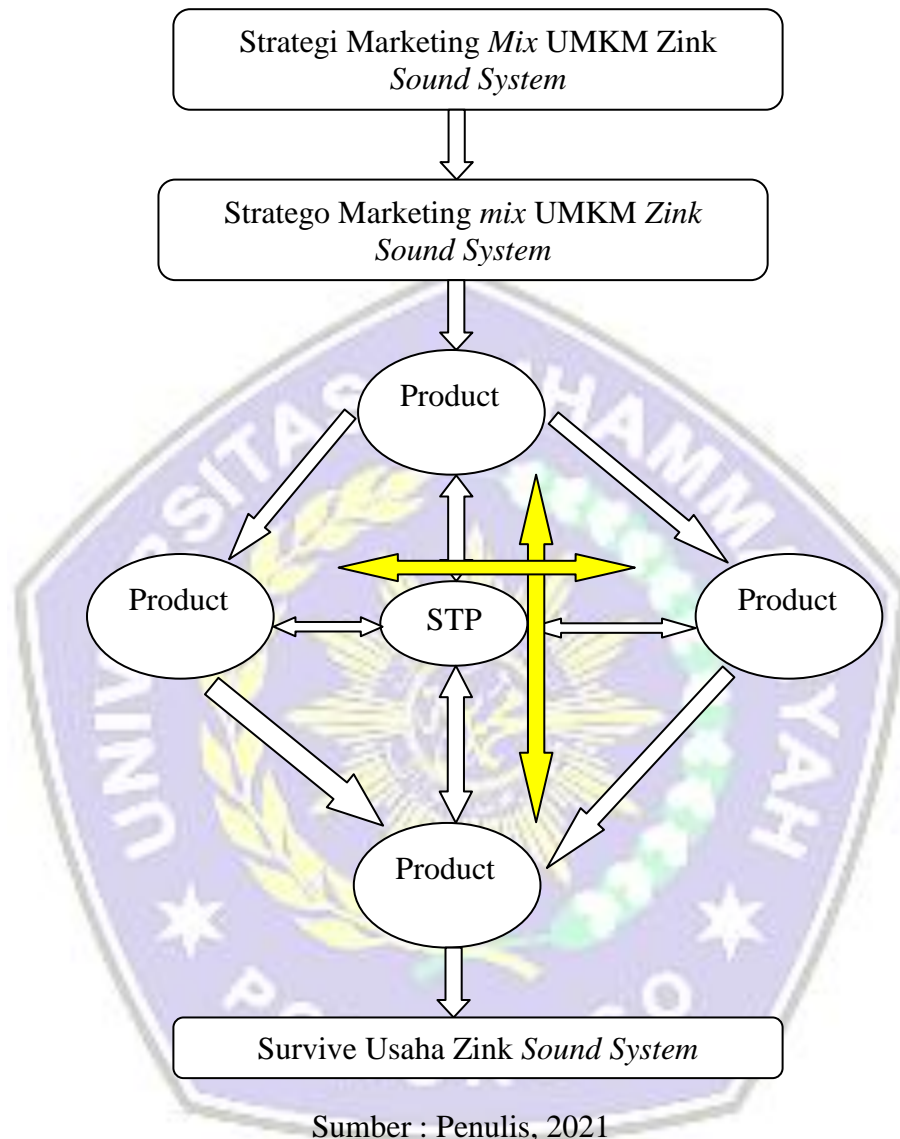 Strategi Marketing Mix UMKM Zink
Sound System
Stratego Marketing mix UMKM Zink
Sound System
Product
Product
STP
Product
Product
Survive Usaha Zink Sound System
Sumber : Penulis, 2021